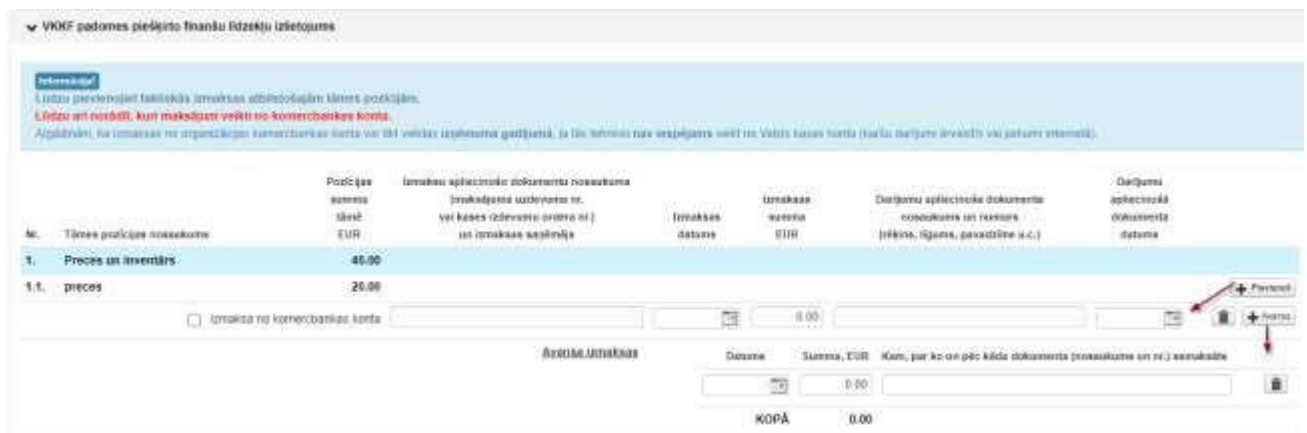 VKKF padomes piešķirto finanšu līdzekļu izlietojums
Informācija!
Lūdzu pievienojiet faktiskās izmaksas atbilstošajām tāmes pozīcijām.
Lūdzu arī norādīt, kuri maksājumi veikti no komercbankas konta.
Atgādinām, ka izmaksas no organizācijas komercbankas konta var tikt veiktas izņēmuma gadījumā, ja tās tehniski nav iespējams veikt no Valsts kases konta (karšu darījumi ārvalstīs vai pirkumi internetā).
Nr.
Tāmes pozīcijas nosaukums
Pozīcijas
summa
tāmē
EUR
Izmaksu apliecinošo dokumentu nosaukums
(maksājuma uzdevuma nr.
vai kases izdevumu ordera nr.)
un izmaksas saņēmējs
Izmaksas
datums
Izmaksas
summa
EUR
Darījumu apliecinošā dokumenta
nosaukums un numurs
(rēķins, līgums, pavadzīme u.c.)
Darījumu
apliecinošā
dokumenta
datums
1. Preces un inventārs 40.00
1.1. preces 20.00
Pievienot
Izmaksa no komercbankas konta 0.00
Avanss
Avansa izmaksas Datums Summa, EUR Kam, par ko un pēc kāda dokumenta (nosaukums un nr.) samaksāts
0.00
KOPĀ 0.00